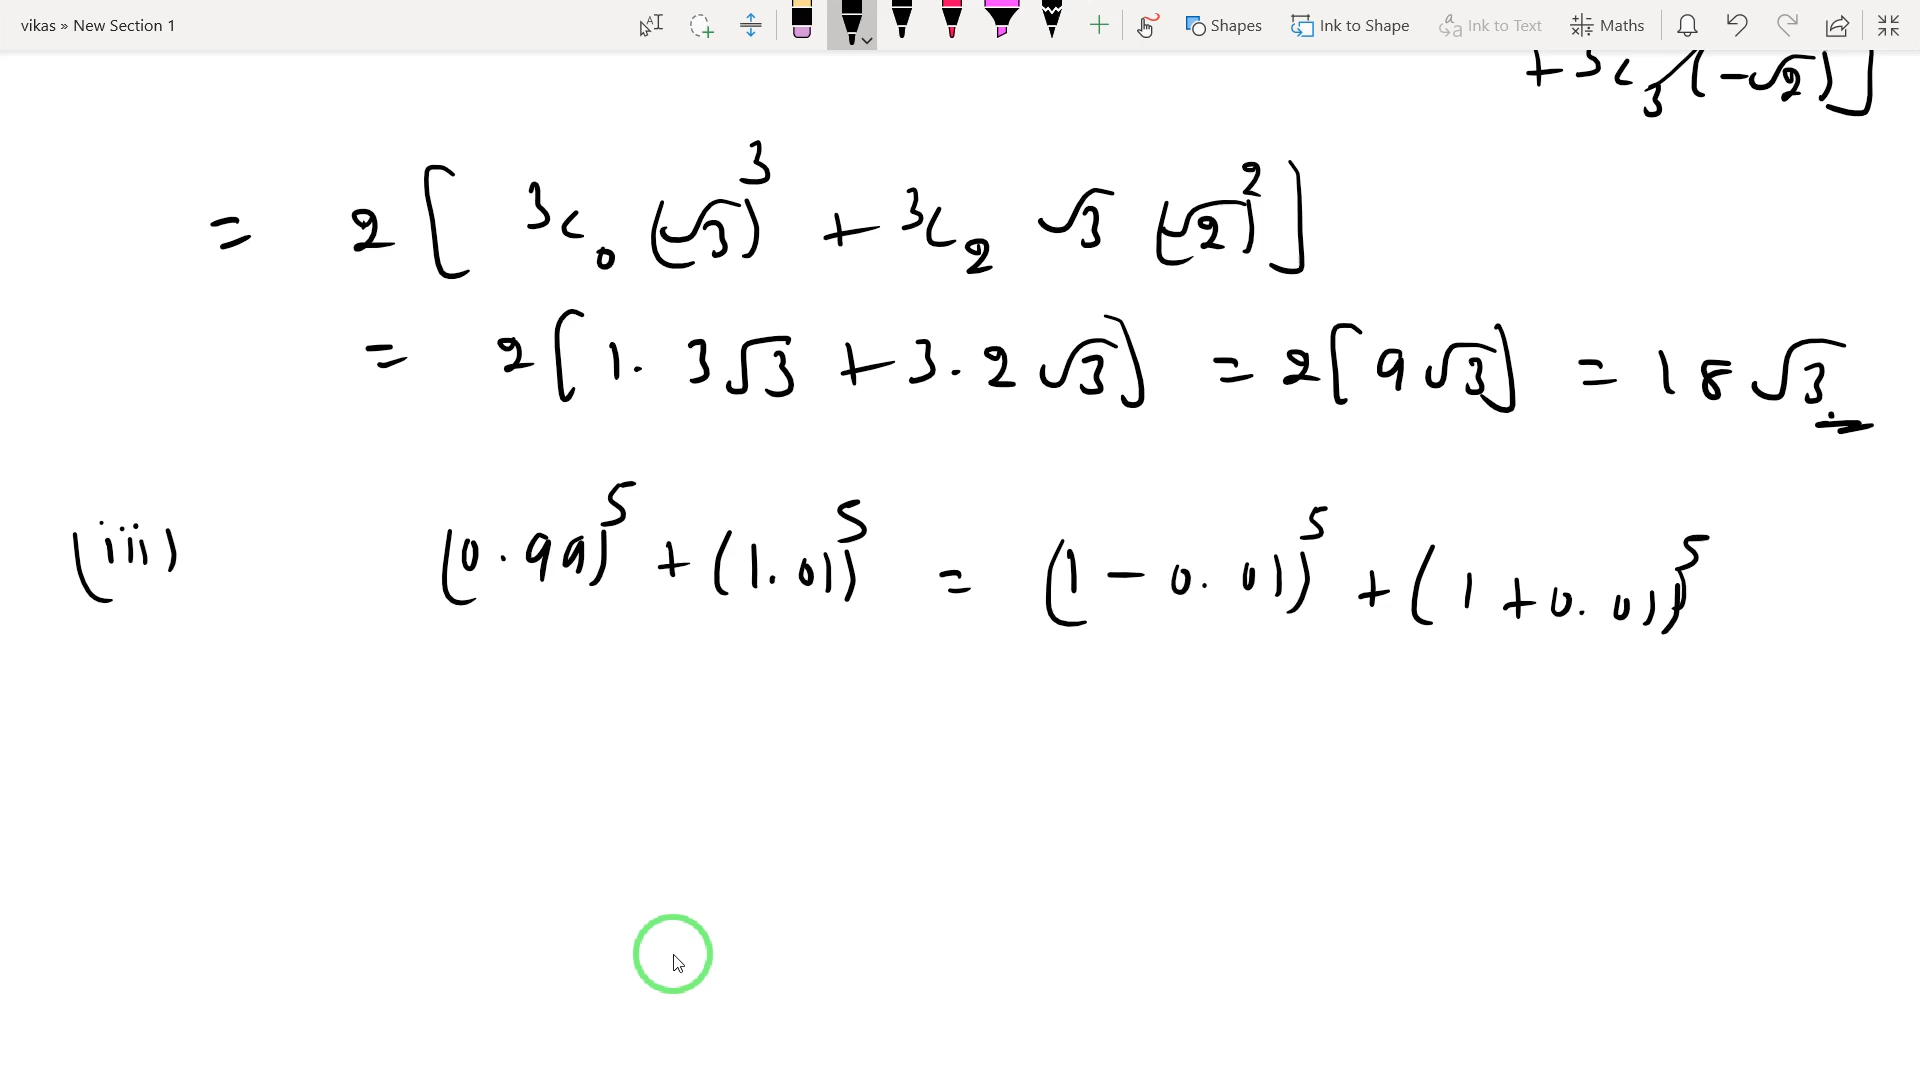 vikas » New Section 1 Shapes Ink to Shape Ink to Text Maths
+ ³C₃ (-√2)]
= 2 [ ³C₀ (√3)³ + ³C₂ √3 (√2)² ]
= 2 [ 1. 3√3 + 3. 2√3 ] = 2 [ 9√3 ] = 18√3
(iii) (0.99)⁵ + (1.01)⁵ = (1 - 0.01)⁵ + (1 + 0.01)⁵